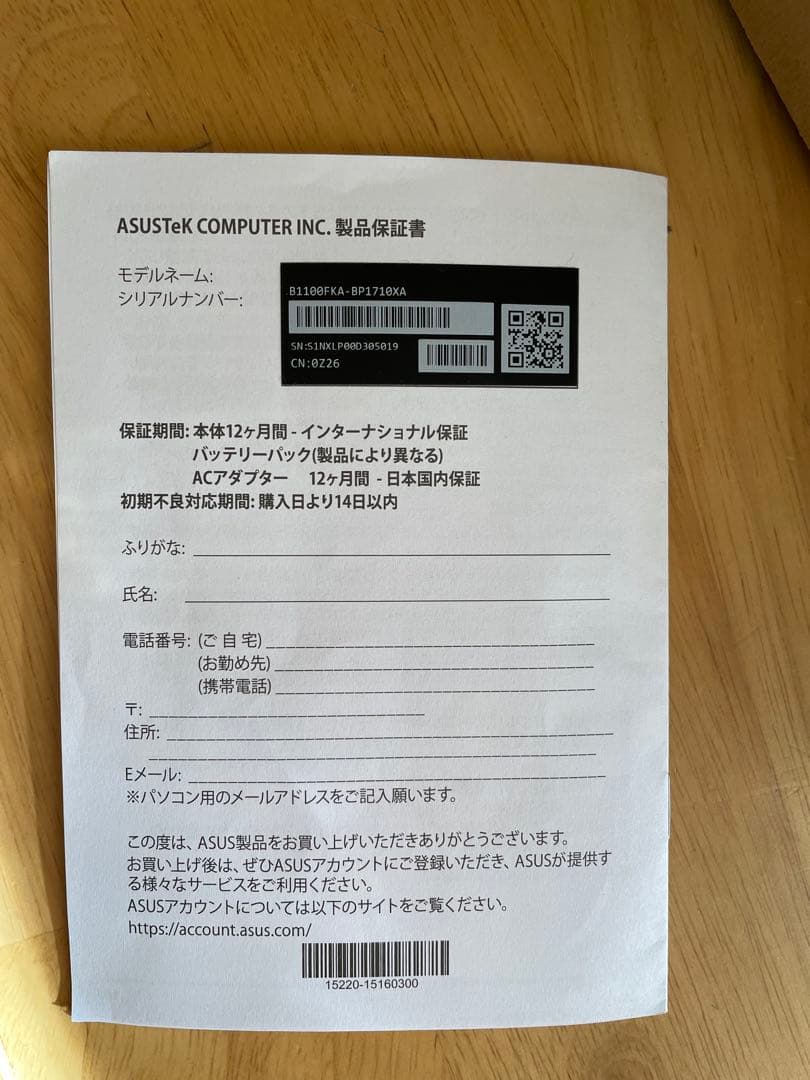 ASUSTeK COMPUTER INC. 製品保証書
モデルネーム:
シリアルナンバー:
B1100FKA-BP1710XA
SN:S1NXLP00D305019
CN:0Z26
保証期間: 本体12ヶ月間 - インターナショナル保証
バッテリーパック(製品により異なる)
ACアダプター 12ヶ月間 - 日本国内保証
初期不良対応期間: 購入日より14日以内
ふりがな:
氏名:
電話番号: (ご 自 宅)
(お勤め先)
(携帯電話)
〒:
住所:
Eメール:
※パソコン用のメールアドレスをご記入願います。
この度は、ASUS製品をお買い上げいただきありがとうございます。
お買い上げ後は、ぜひASUSアカウントにご登録いただき、ASUSが提供す
る様々なサービスをご利用ください。
ASUSアカウントについては以下のサイトをご覧ください。
https://account.asus.com/
15220-15160300